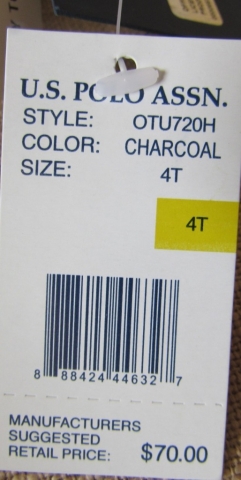 U.S. POLO ASSN.
STYLE: OTU720H
COLOR: CHARCOAL
SIZE: 4T
4T
8 88424 44632 7
MANUFACTURERS
SUGGESTED
RETAIL PRICE: $70.00